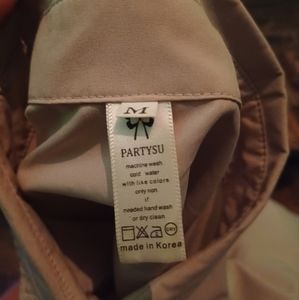 M
PARTYSU
machine wash
cold water
with like colors
only non
if
needed hand wash
or dry clean
made in Korea